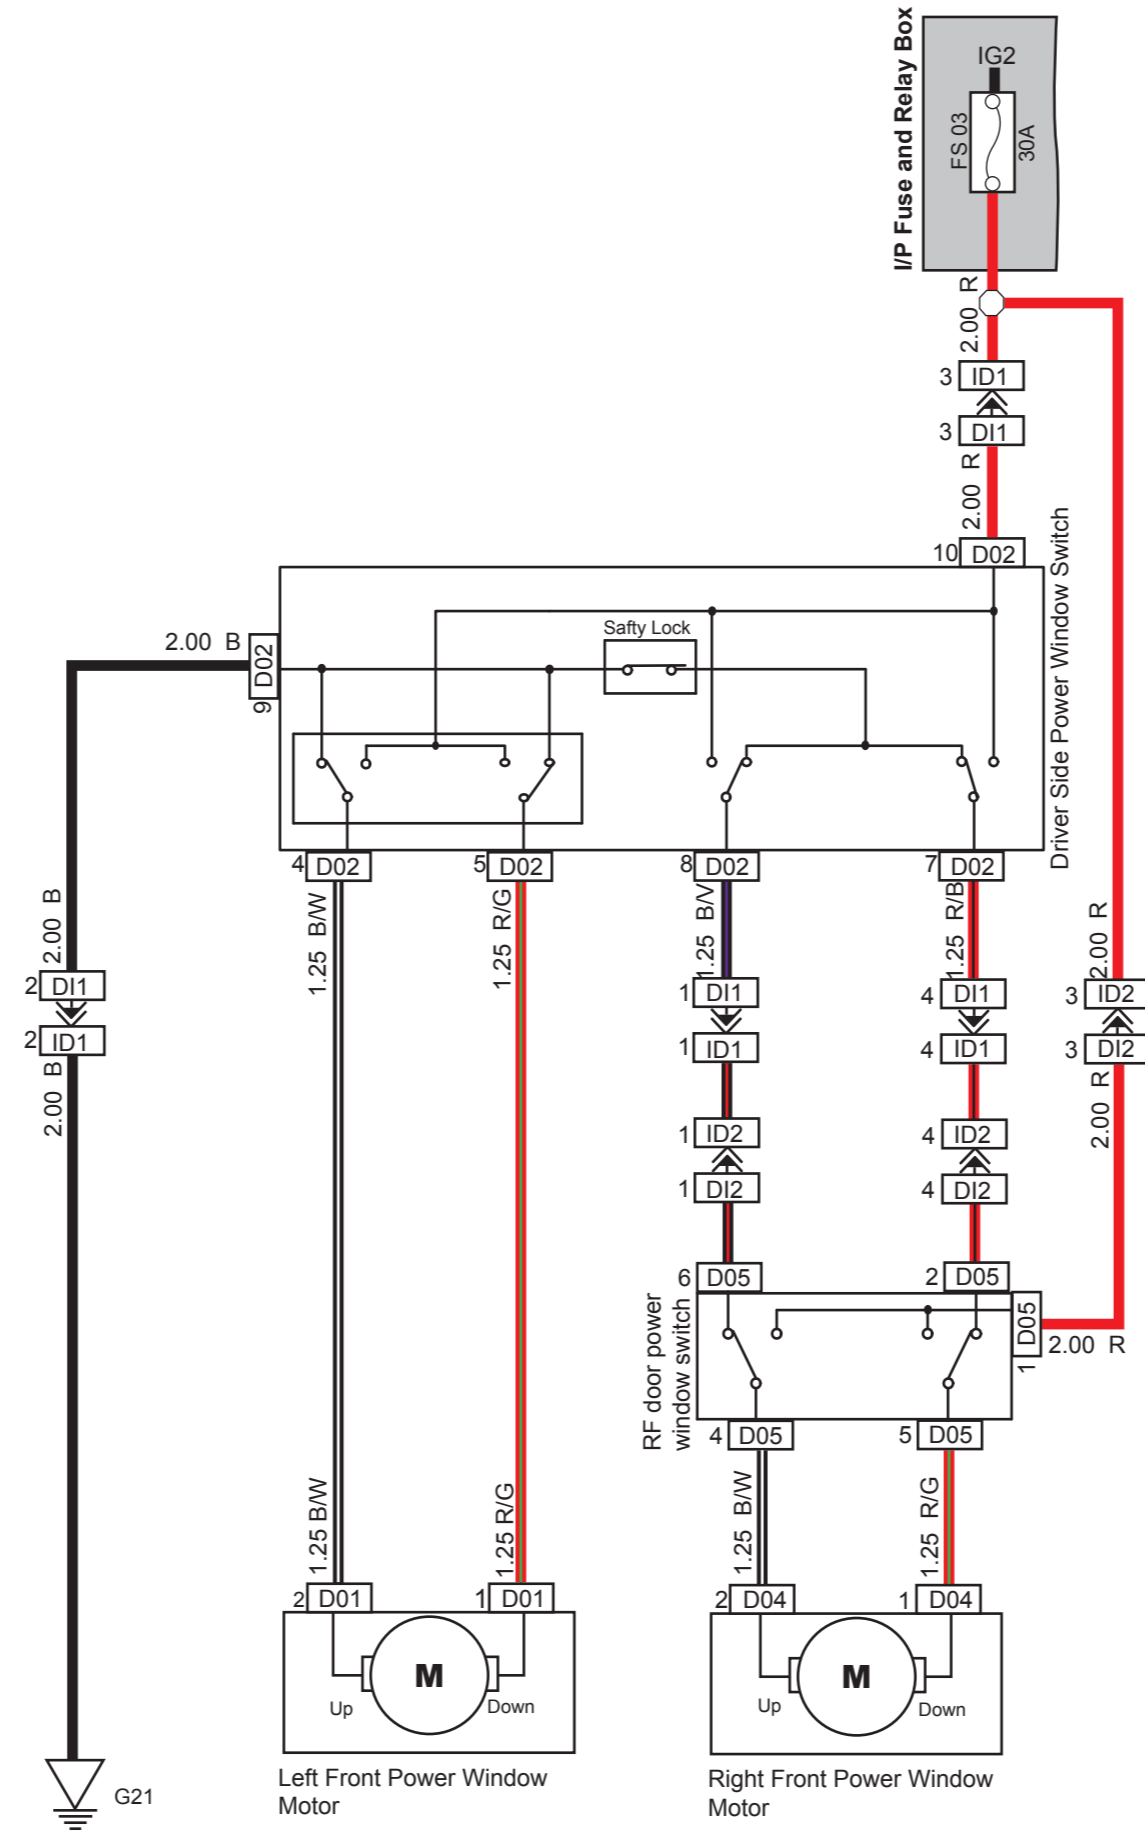 I/P Fuse and Relay Box
IG2
FS 03
30A
2.00 R
3 ID1
3 DI1
2.00 R
10 D02
Driver Side Power Window Switch
2.00 B
D02
9
Safty Lock
4 D02
5 D02
8 D02
7 D02
2.00 B
1.25 B/W
1.25 R/G
1.25 B/V
1.25 R/B
2.00 R
2 DI1
1 DI1
4 DI1
3 ID2
2 ID1
1 ID1
4 ID1
3 DI2
2.00 B
2.00 R
1 ID2
4 ID2
1 DI2
4 DI2
6 D05
2 D05
D05
1
2.00 R
RF door power
window switch
4 D05
5 D05
1.25 B/W
1.25 R/G
1.25 B/W
1.25 R/G
2 D01
1 D01
2 D04
1 D04
M
Up
Down
M
Up
Down
G21
Left Front Power Window
Motor
Right Front Power Window
Motor